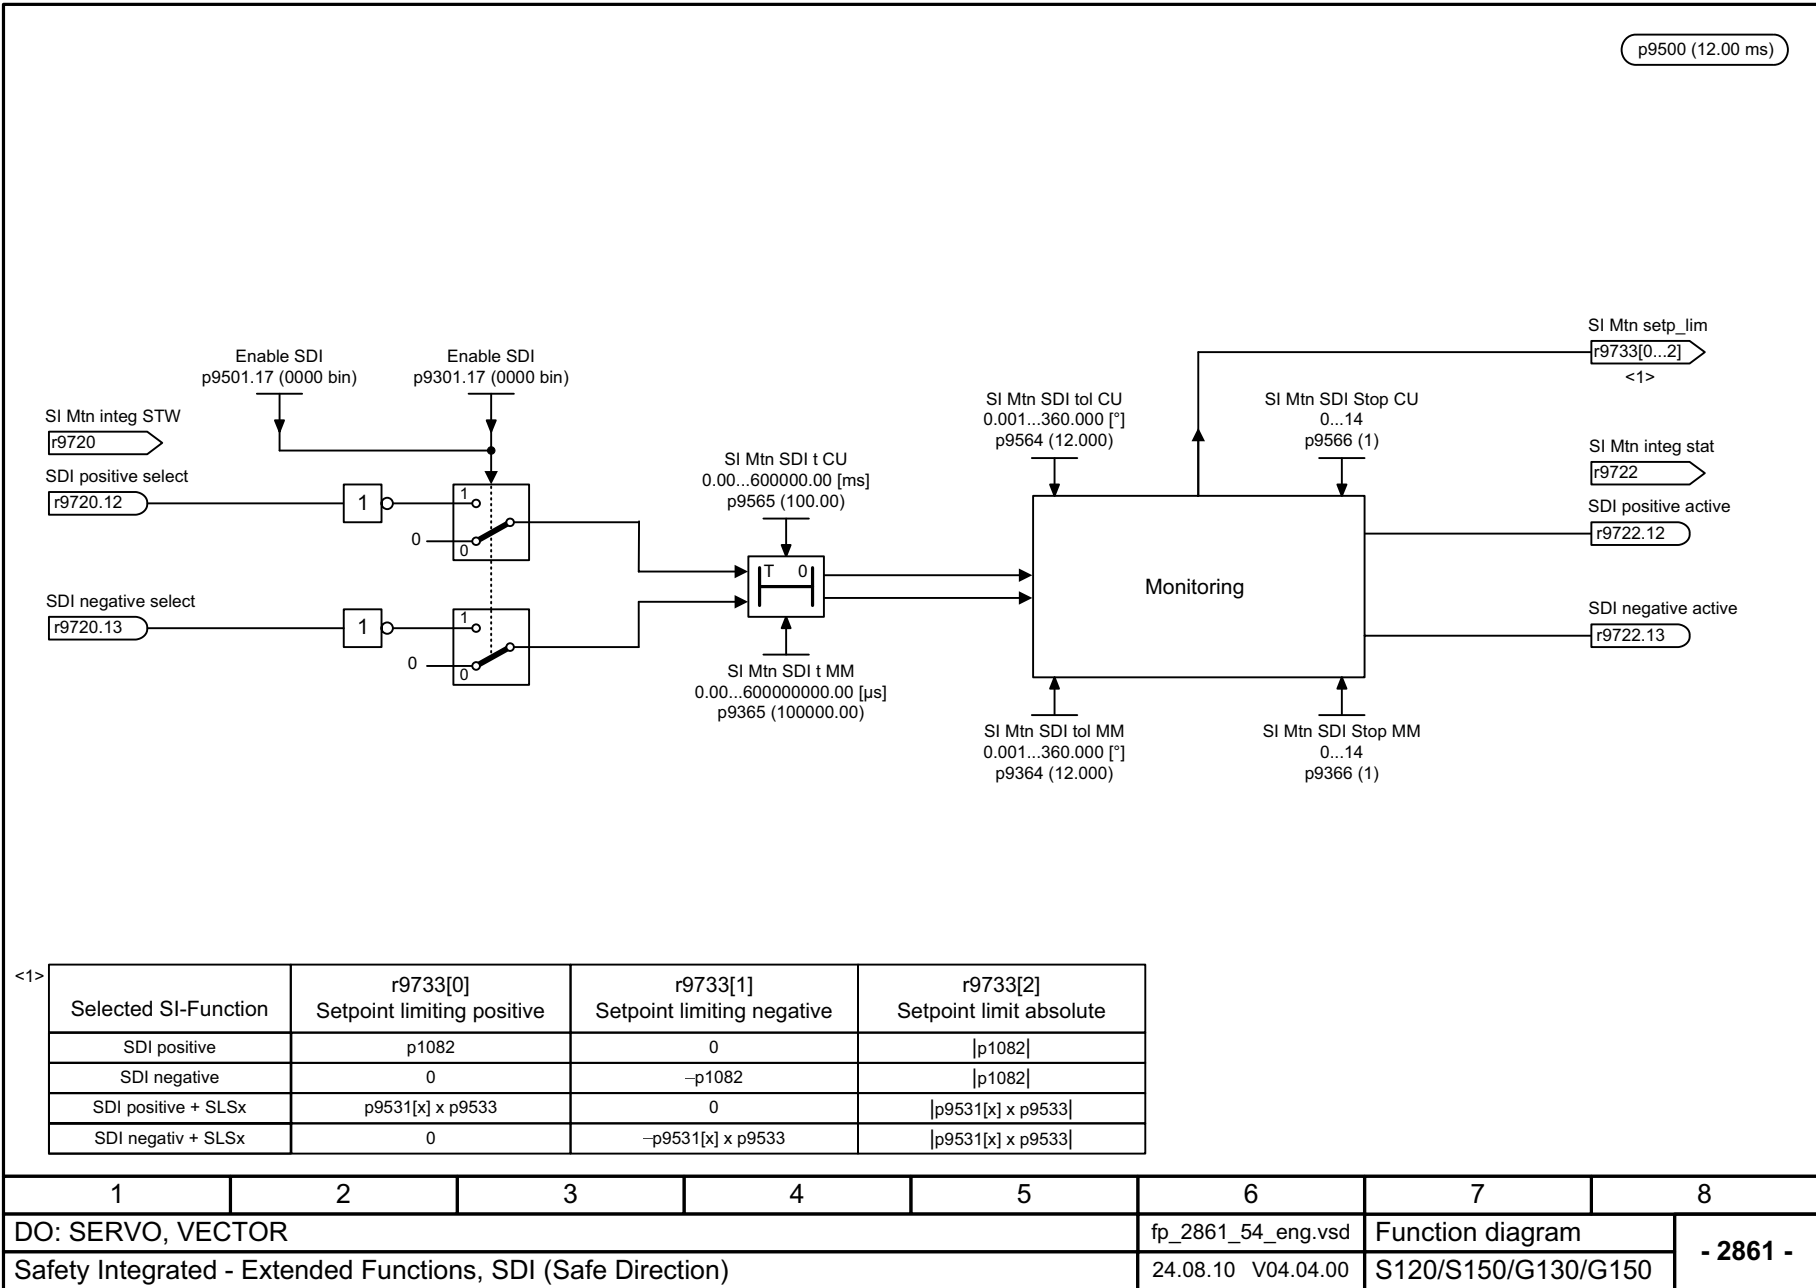 p9500 (12.00 ms)
SI Mtn setp_lim
r9733[0...2]
<1>
Enable SDI
p9501.17 (0000 bin)
Enable SDI
p9301.17 (0000 bin)
SI Mtn integ STW
r9720
SDI positive select
r9720.12
1
1
0
0
SDI negative select
r9720.13
1
1
0
0
SI Mtn SDI t CU
0.00...600000.00 [ms]
p9565 (100.00)
T 0
SI Mtn SDI t MM
0.00...600000000.00 [µs]
p9365 (100000.00)
SI Mtn SDI tol CU
0.001...360.000 [°]
p9564 (12.000)
SI Mtn SDI Stop CU
0...14
p9566 (1)
Monitoring
SI Mtn SDI tol MM
0.001...360.000 [°]
p9364 (12.000)
SI Mtn SDI Stop MM
0...14
p9366 (1)
SI Mtn integ stat
r9722
SDI positive active
r9722.12
SDI negative active
r9722.13
<1>
Selected SI-Function
r9733[0]
Setpoint limiting positive
r9733[1]
Setpoint limiting negative
r9733[2]
Setpoint limit absolute
SDI positive p1082 0 |p1082|
SDI negative 0 –p1082 |p1082|
SDI positive + SLSx p9531[x] x p9533 0 |p9531[x] x p9533|
SDI negativ + SLSx 0 –p9531[x] x p9533 |p9531[x] x p9533|
1 2 3 4 5 6 7 8
DO: SERVO, VECTOR fp_2861_54_eng.vsd Function diagram
- 2861 -
Safety Integrated - Extended Functions, SDI (Safe Direction) 24.08.10 V04.04.00 S120/S150/G130/G150